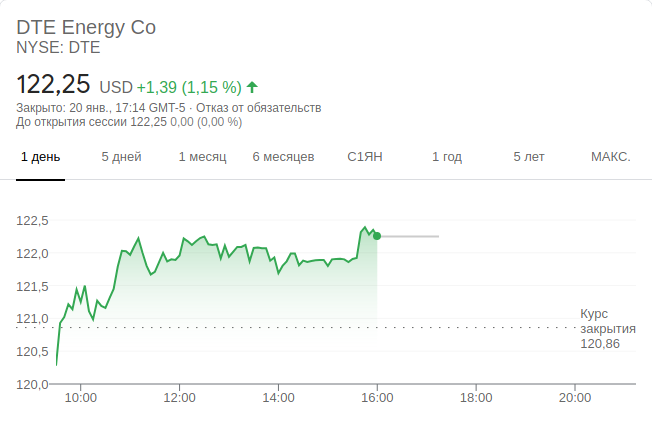 DTE Energy Co
NYSE: DTE
122,25 USD +1,39 (1,15 %)
Закрыто: 20 янв., 17:14 GMT-5 · Отказ от обязательств
До открытия сессии 122,25 0,00 (0,00 %)
1 день 5 дней 1 месяц 6 месяцев С1ЯН 1 год 5 лет МАКС.
122,5
122,0
121,5
121,0
120,5
120,0
Курс
закрытия
120,86
10:00 12:00 14:00 16:00 18:00 20:00